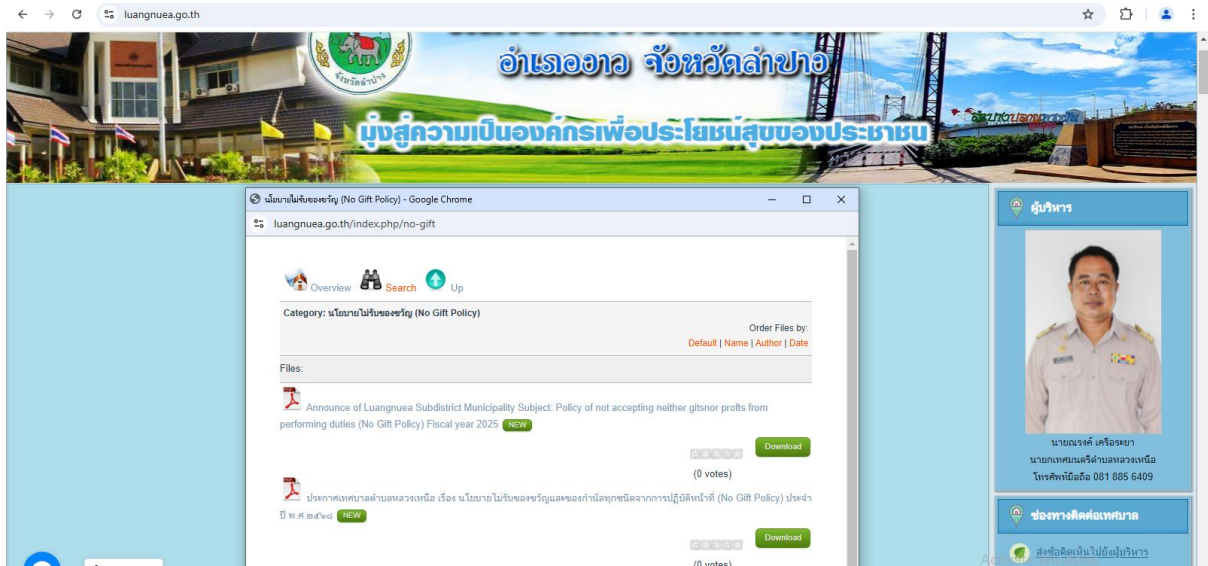 luangnuea.go.th
อำเภองาว จังหวัดลำปาง
จังหวัดลำปาง
มุ่งสู่ความเป็นองค์กรเพื่อประโยชน์สุขของประชาชน
นโยบายไม่รับของขวัญ (No Gift Policy) - Google Chrome
luangnuea.go.th/index.php/no-gift
Overview Search Up
Category: นโยบายไม่รับของขวัญ (No Gift Policy)
Order Files by:
Default | Name | Author | Date
Files:
Announce of Luangnuea Subdistrict Municipality Subject: Policy of not accepting neither gitsnor profts from
performing duties (No Gift Policy) Fiscal year 2025 NEW
Download
(0 votes)
ประกาศเทศบาลตำบลหลวงเหนือ เรื่อง นโยบายไม่รับของขวัญและของกำนัลทุกชนิดจากการปฏิบัติหน้าที่ (No Gift Policy) ประจำ
ปี พ.ศ.๒๕๖๘ NEW
Download
(0 votes)
ผู้บริหาร
นายณรงค์ เครือระยา
นายกเทศมนตรีตำบลหลวงเหนือ
โทรศัพท์มือถือ 081 885 6409
ช่องทางติดต่อเทศบาล
ส่งข้อคิดเห็นไปยังผู้บริหาร